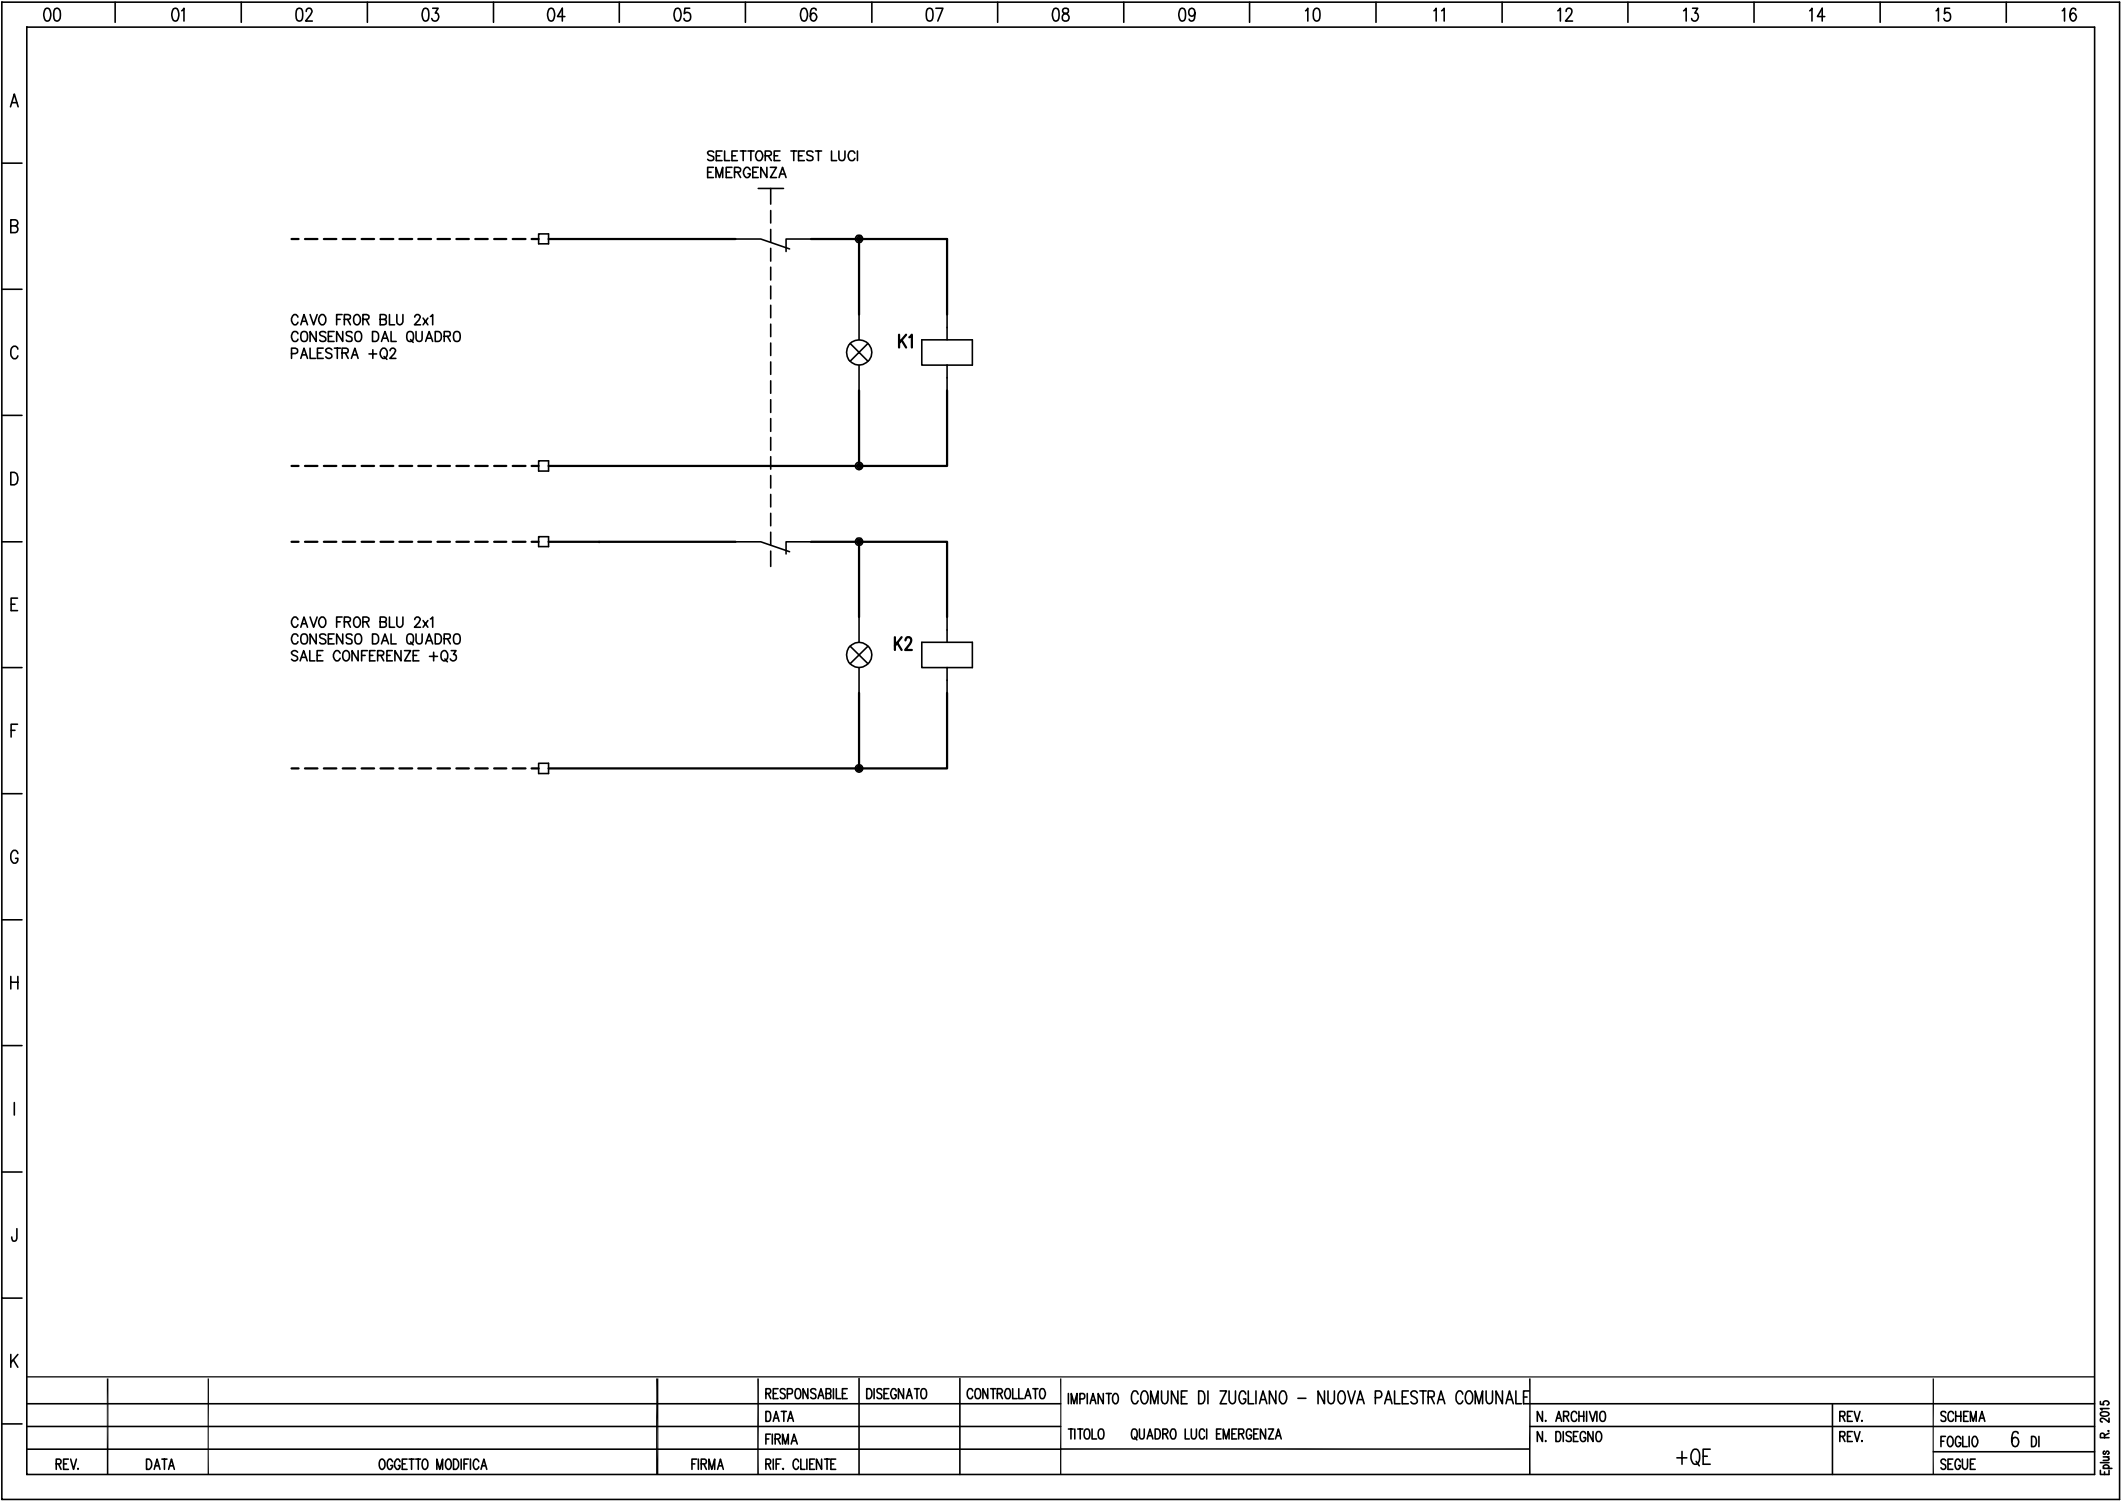 00 01 02 03 04 05 06 07 08 09 10 11 12 13 14 15 16
A
B
C
D
E
F
G
H
I
J
K
SELETTORE TEST LUCI
EMERGENZA
CAVO FROR BLU 2x1
CONSENSO DAL QUADRO
PALESTRA +Q2
K1
CAVO FROR BLU 2x1
CONSENSO DAL QUADRO
SALE CONFERENZE +Q3
K2
RESPONSABILE DISEGNATO CONTROLLATO
DATA
FIRMA
REV. DATA OGGETTO MODIFICA FIRMA RIF. CLIENTE
IMPIANTO COMUNE DI ZUGLIANO – NUOVA PALESTRA COMUNALE
TITOLO QUADRO LUCI EMERGENZA
N. ARCHIVIO REV. SCHEMA
N. DISEGNO REV. FOGLIO 6 DI
+QE
SEGUE
Eplus R. 2015